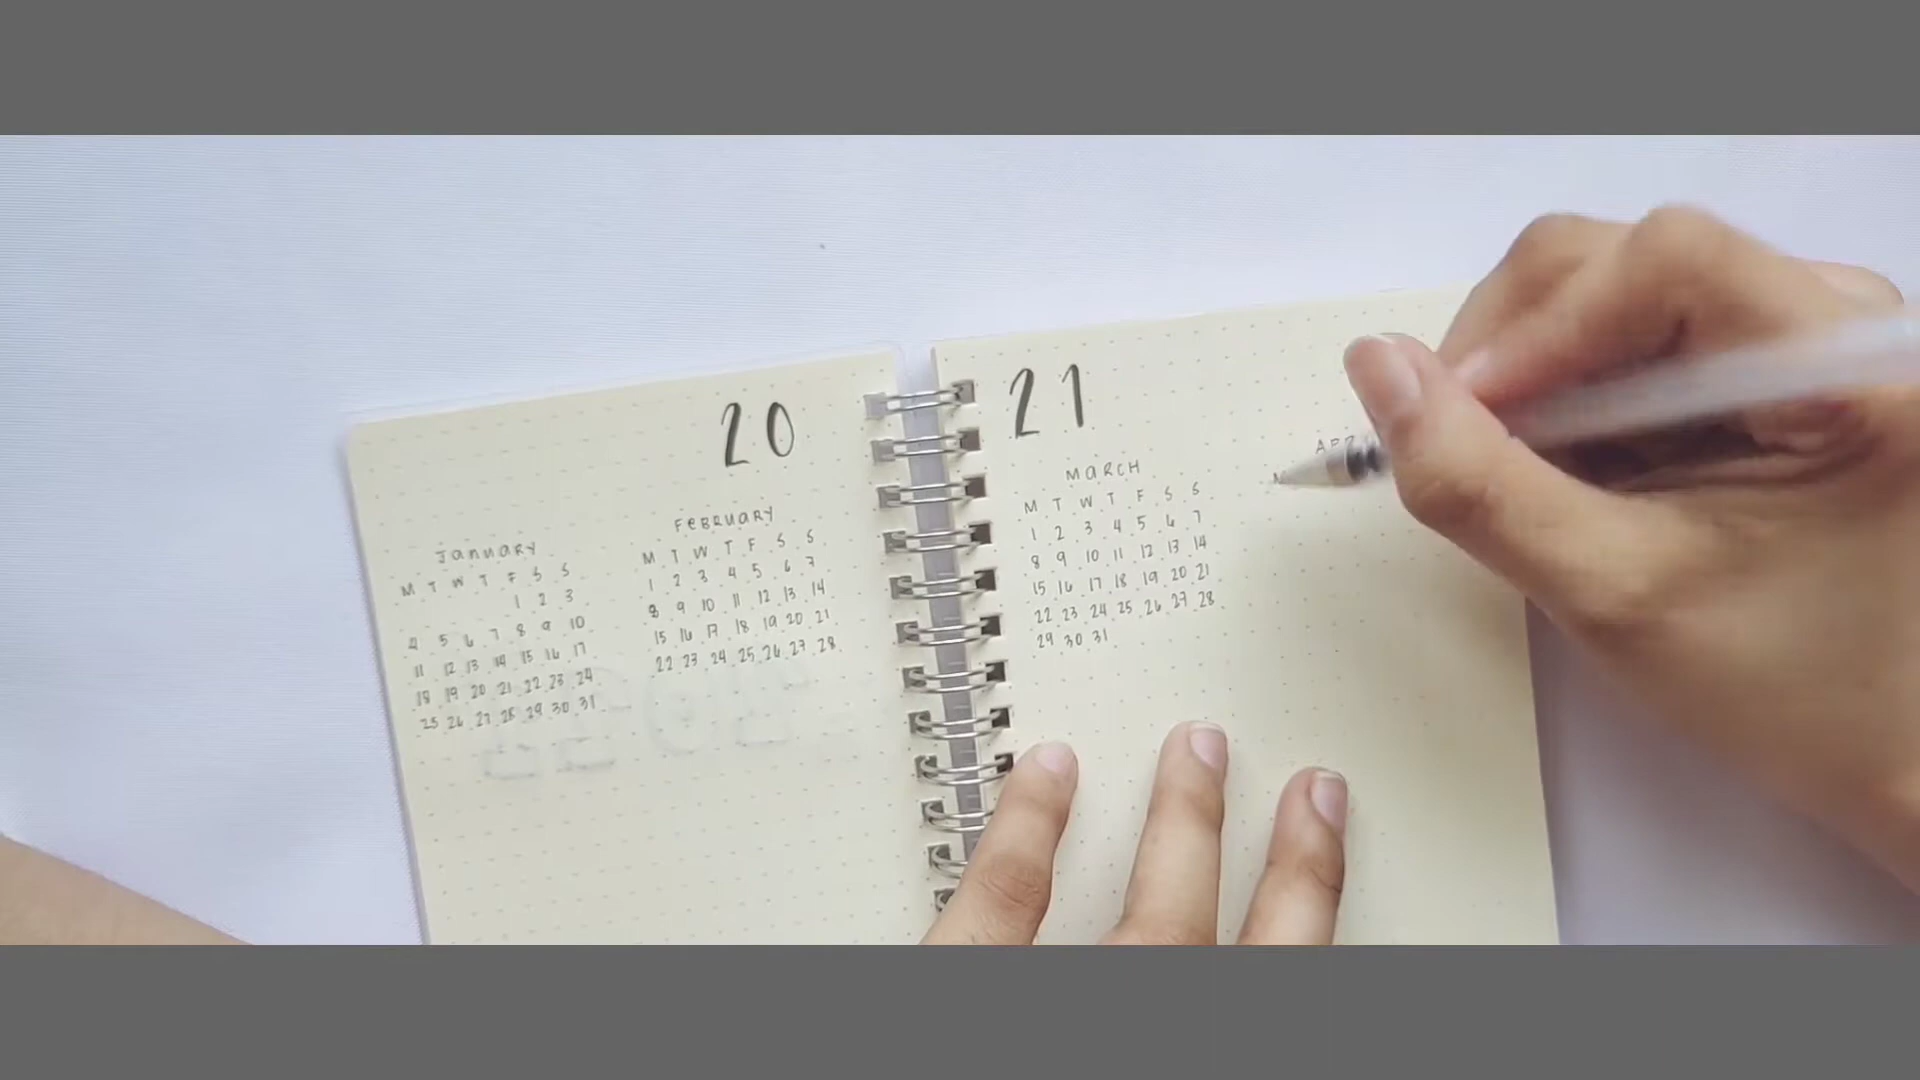 20 21
January
M T W T F S S
1 2 3
4 5 6 7 8 9 10
11 12 13 14 15 16 17
18 19 20 21 22 23 24
25 26 27 28 29 30 31
FeBRUaRY
M T W T F S S
1 2 3 4 5 6 7
8 9 10 11 12 13 14
15 16 17 18 19 20 21
22 23 24 25 26 27 28
MaRCH
M T W T F S S
1 2 3 4 5 6 7
8 9 10 11 12 13 14
15 16 17 18 19 20 21
22 23 24 25 26 27 28
29 30 31